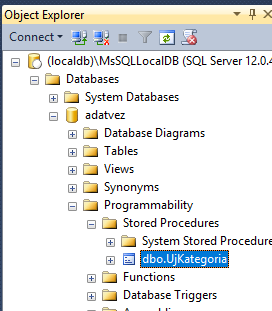 Object Explorer
Connect
(localdb)\MsSQLLocalDB (SQL Server 12.0.4
Databases
System Databases
adatvez
Database Diagrams
Tables
Views
Synonyms
Programmability
Stored Procedures
System Stored Procedure
dbo.UjKategoria
Functions
Database Triggers